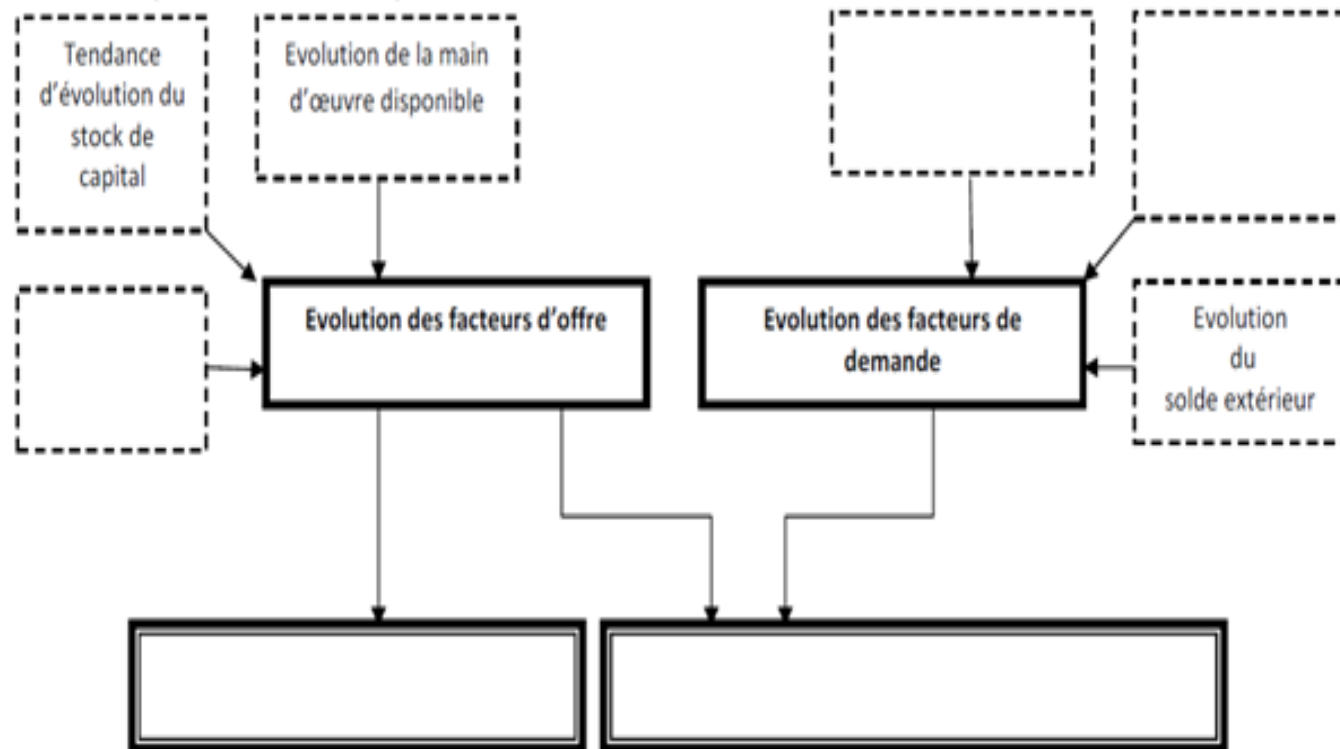 Tendance
d'évolution du
stock de
capital
Evolution de la main
d'œuvre disponible
Evolution des facteurs d'offre
Evolution des facteurs de
demande
Evolution
du
solde extérieur